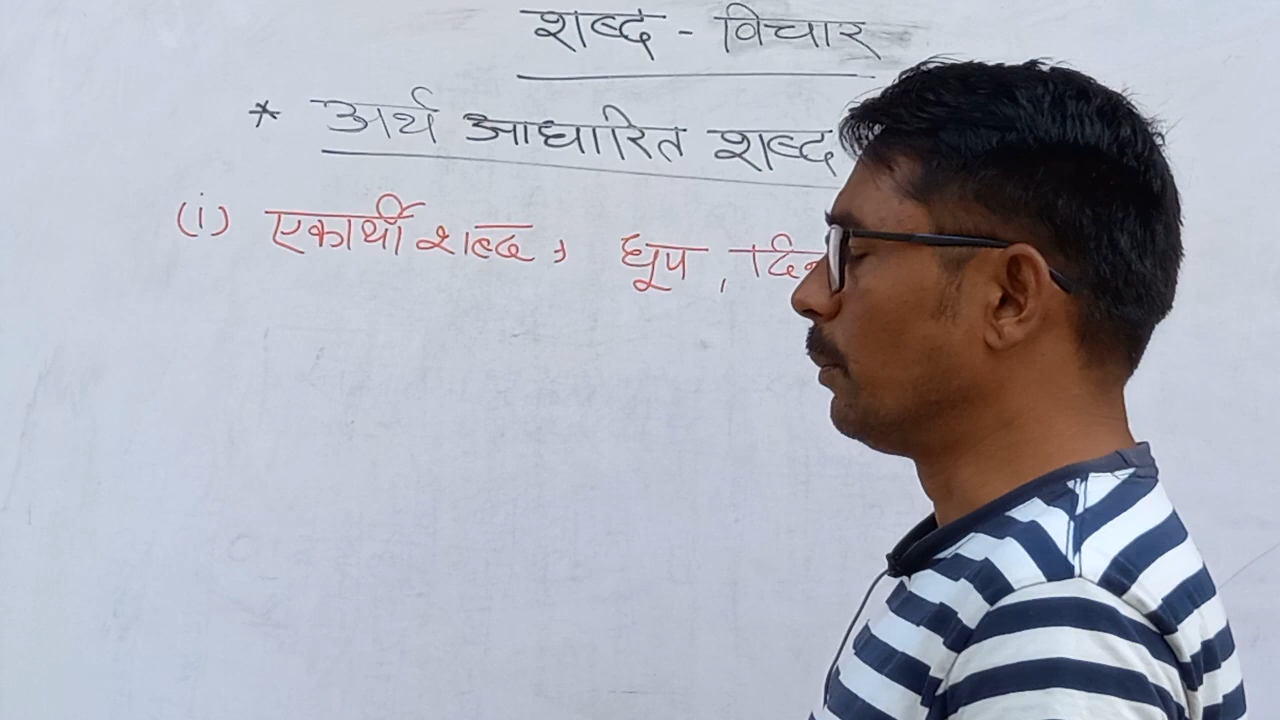 शब्द - विचार
* अर्थ आधारित शब्द
(i) एकार्थी शब्द, धूप, दिन